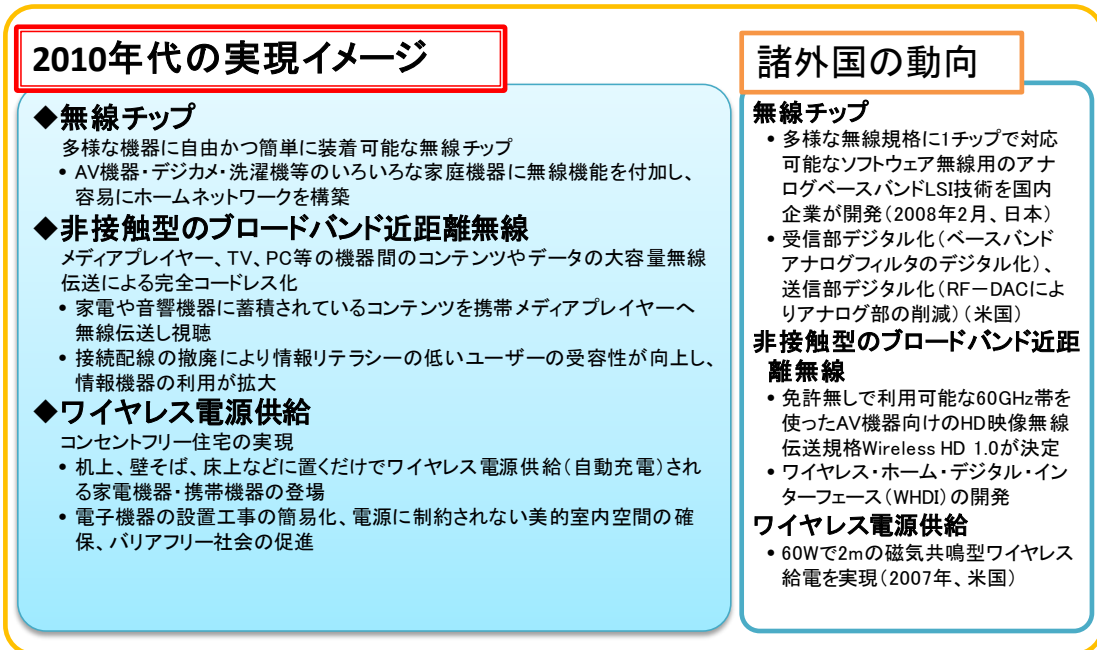 2010年代の実現イメージ
◆無線チップ
多様な機器に自由かつ簡単に装着可能な無線チップ
• AV機器・デジカメ・洗濯機等のいろいろな家庭機器に無線機能を付加し、
容易にホームネットワークを構築
◆非接触型のブロードバンド近距離無線
メディアプレイヤー、TV、PC等の機器間のコンテンツやデータの大容量無線
伝送による完全コードレス化
• 家電や音響機器に蓄積されているコンテンツを携帯メディアプレイヤーへ
無線伝送し視聴
• 接続配線の撤廃により情報リテラシーの低いユーザーの受容性が向上し、
情報機器の利用が拡大
◆ワイヤレス電源供給
コンセントフリー住宅の実現
• 机上、壁そば、床上などに置くだけでワイヤレス電源供給(自動充電)され
る家電機器・携帯機器の登場
• 電子機器の設置工事の簡易化、電源に制約されない美的室内空間の確
保、バリアフリー社会の促進
諸外国の動向
無線チップ
• 多様な無線規格に1チップで対応
可能なソフトウェア無線用のアナ
ログベースバンドLSI技術を国内
企業が開発(2008年2月、日本)
• 受信部デジタル化(ベースバンド
アナログフィルタのデジタル化)、
送信部デジタル化(RF-DACによ
りアナログ部の削減)(米国)
非接触型のブロードバンド近距
離無線
• 免許無しで利用可能な60GHz帯を
使ったAV機器向けのHD映像無線
伝送規格Wireless HD 1.0が決定
• ワイヤレス・ホーム・デジタル・イン
ターフェース(WHDI)の開発
ワイヤレス電源供給
• 60Wで2mの磁気共鳴型ワイヤレス
給電を実現(2007年、米国)